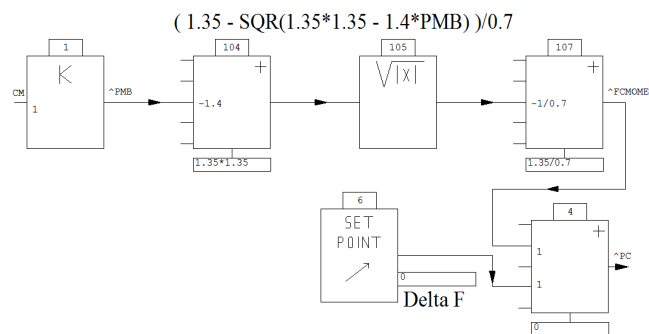 ( 1.35 - SQR(1.35*1.35 - 1.4*PMB) )/0.7
1 104 105 107
K + √|X| +
CM 1 ^PMB -1.4 -1/0.7 ^FCMOME
1.35*1.35 1.35/0.7
6 4
SET +
POINT
1 ^PC
0 1
Delta F
0